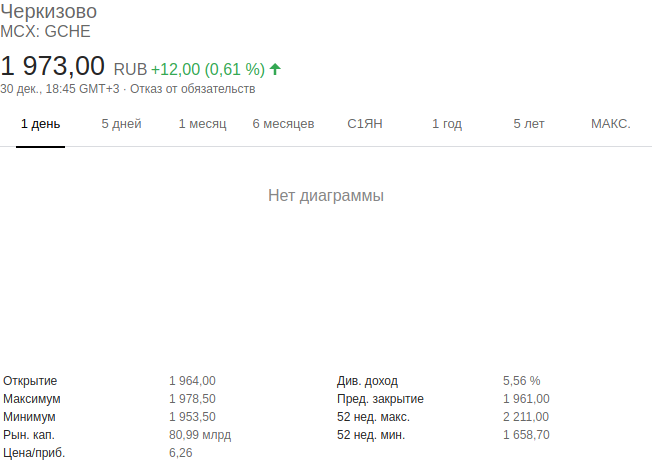 Черкизово
MCX: GCHE
1 973,00 RUB +12,00 (0,61 %)
30 дек., 18:45 GMT+3 · Отказ от обязательств
1 день 5 дней 1 месяц 6 месяцев С1ЯН 1 год 5 лет МАКС.
Нет диаграммы
Открытие 1 964,00 Див. доход 5,56 %
Максимум 1 978,50 Пред. закрытие 1 961,00
Минимум 1 953,50 52 нед. макс. 2 211,00
Рын. кап. 80,99 млрд 52 нед. мин. 1 658,70
Цена/приб. 6,26